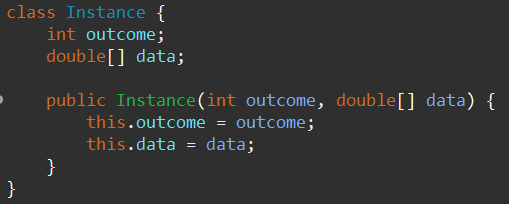 class Instance {
    int outcome;
    double[] data;

    public Instance(int outcome, double[] data) {
        this.outcome = outcome;
        this.data = data;
    }
}